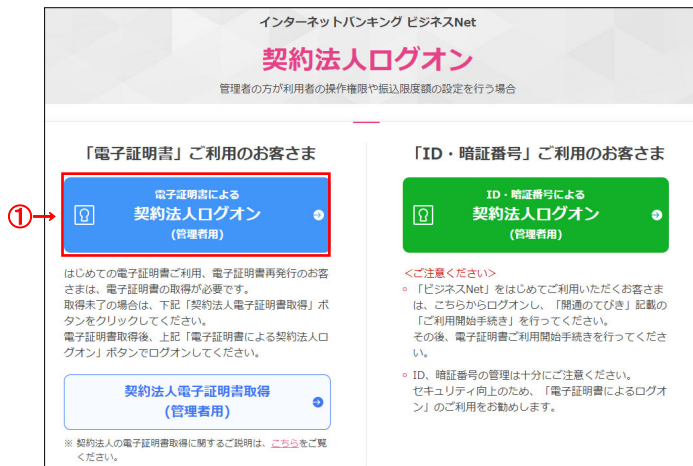 インターネットバンキング ビジネスNet
契約法人ログオン
管理者の方が利用者の操作権限や振込限度額の設定を行う場合
「電子証明書」ご利用のお客さま
①
電子証明書による
契約法人ログオン
(管理者用)
はじめての電子証明書ご利用、電子証明書再発行のお客
さまは、電子証明書の取得が必要です。
取得未了の場合は、下記「契約法人電子証明書取得」ボ
タンをクリックしてください。
電子証明書取得後、上記「電子証明書による契約法人ロ
グオン」ボタンでログオンしてください。
契約法人電子証明書取得
(管理者用)
※ 契約法人の電子証明書取得に関するご説明は、こちらをご覧
ください。
「ID・暗証番号」ご利用のお客さま
ID・暗証番号による
契約法人ログオン
(管理者用)
<ご注意ください>
「ビジネスNet」をはじめてご利用いただくお客さま
は、こちらからログオンし、「開通のてびき」記載の
「ご利用開始手続き」を行ってください。
その後、電子証明書ご利用開始手続きを行ってくださ
い。
ID、暗証番号の管理は十分にご注意ください。
セキュリティ向上のため、「電子証明書によるログオ
ン」のご利用をお勧めします。